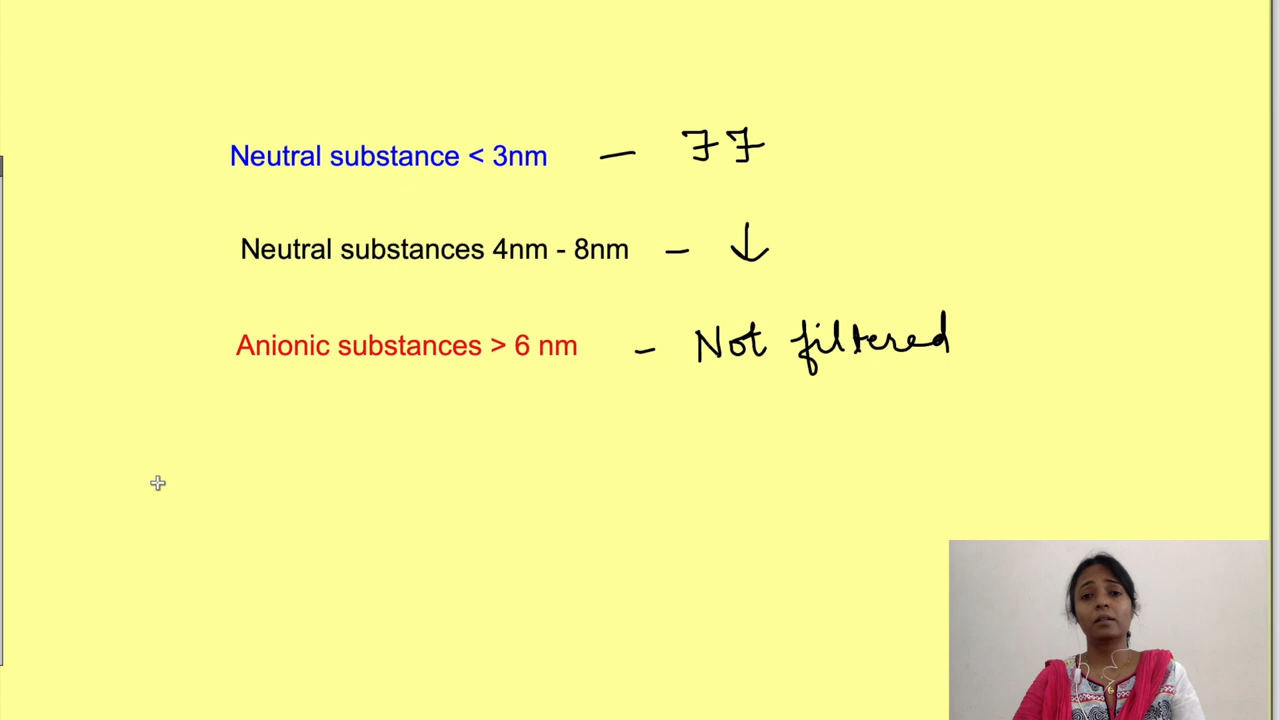 Neutral substance < 3nm – FF
Neutral substances 4nm - 8nm – ↓
Anionic substances > 6 nm – Not filtered